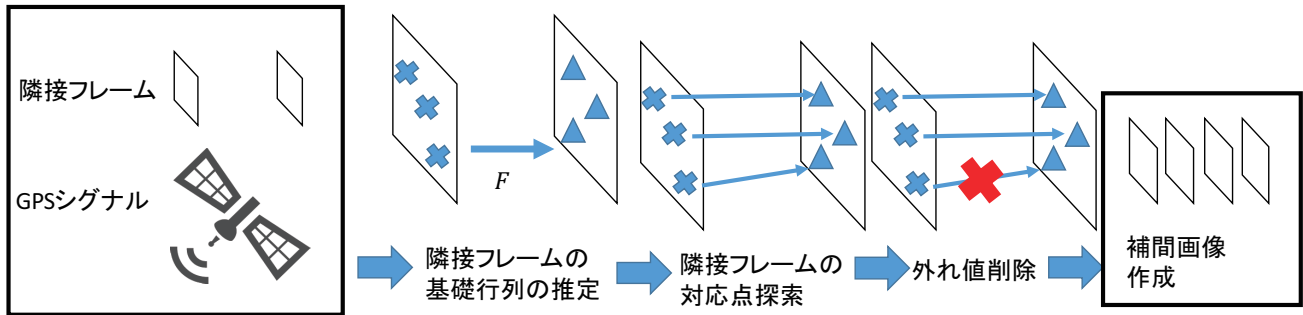 隣接フレーム
GPSシグナル
F
隣接フレームの
基礎行列の推定
隣接フレームの
対応点探索
外れ値削除
補間画像
作成